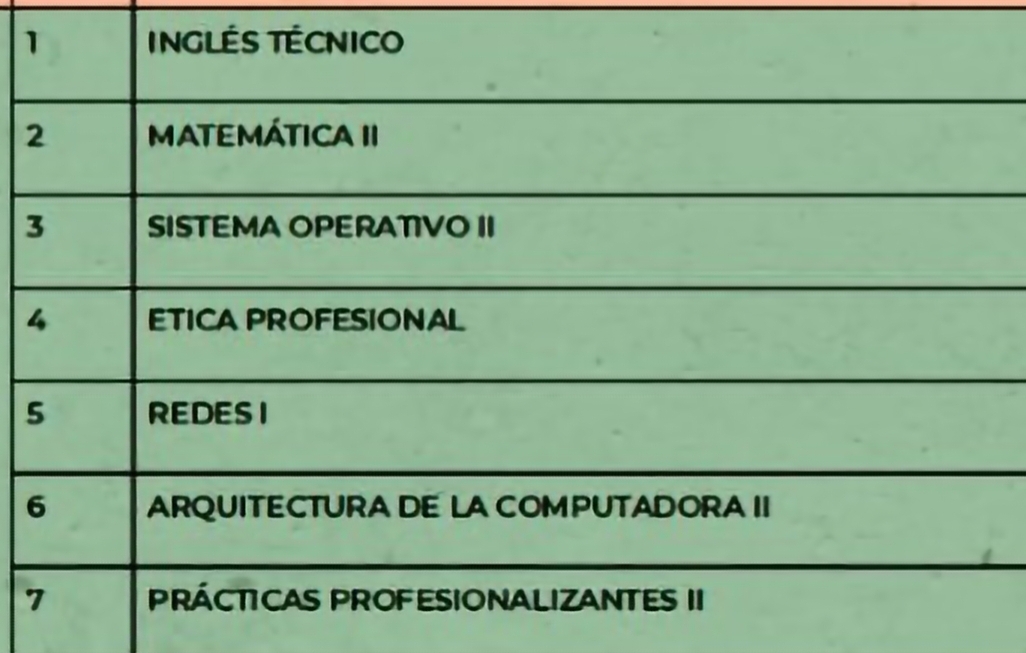 1 INGLÉS TÉCNICO
2 MATEMÁTICA II
3 SISTEMA OPERATIVO II
4 ETICA PROFESIONAL
5 REDES I
6 ARQUITECTURA DE LA COMPUTADORA II
7 PRÁCTICAS PROFESIONALIZANTES II